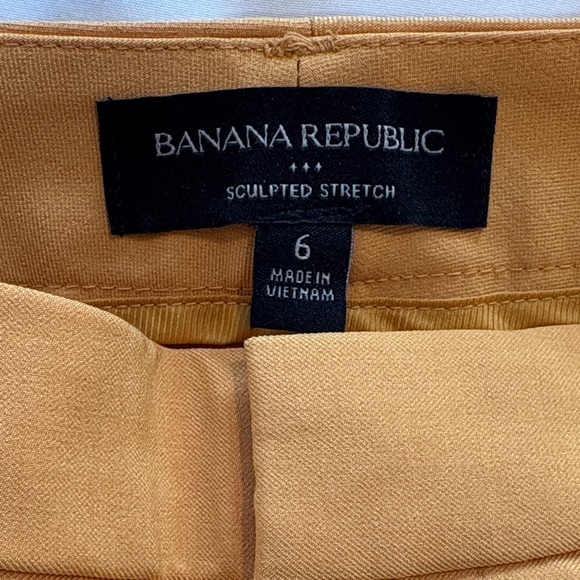 BANANA REPUBLIC
SCULPTED STRETCH
6
MADE IN
VIETNAM